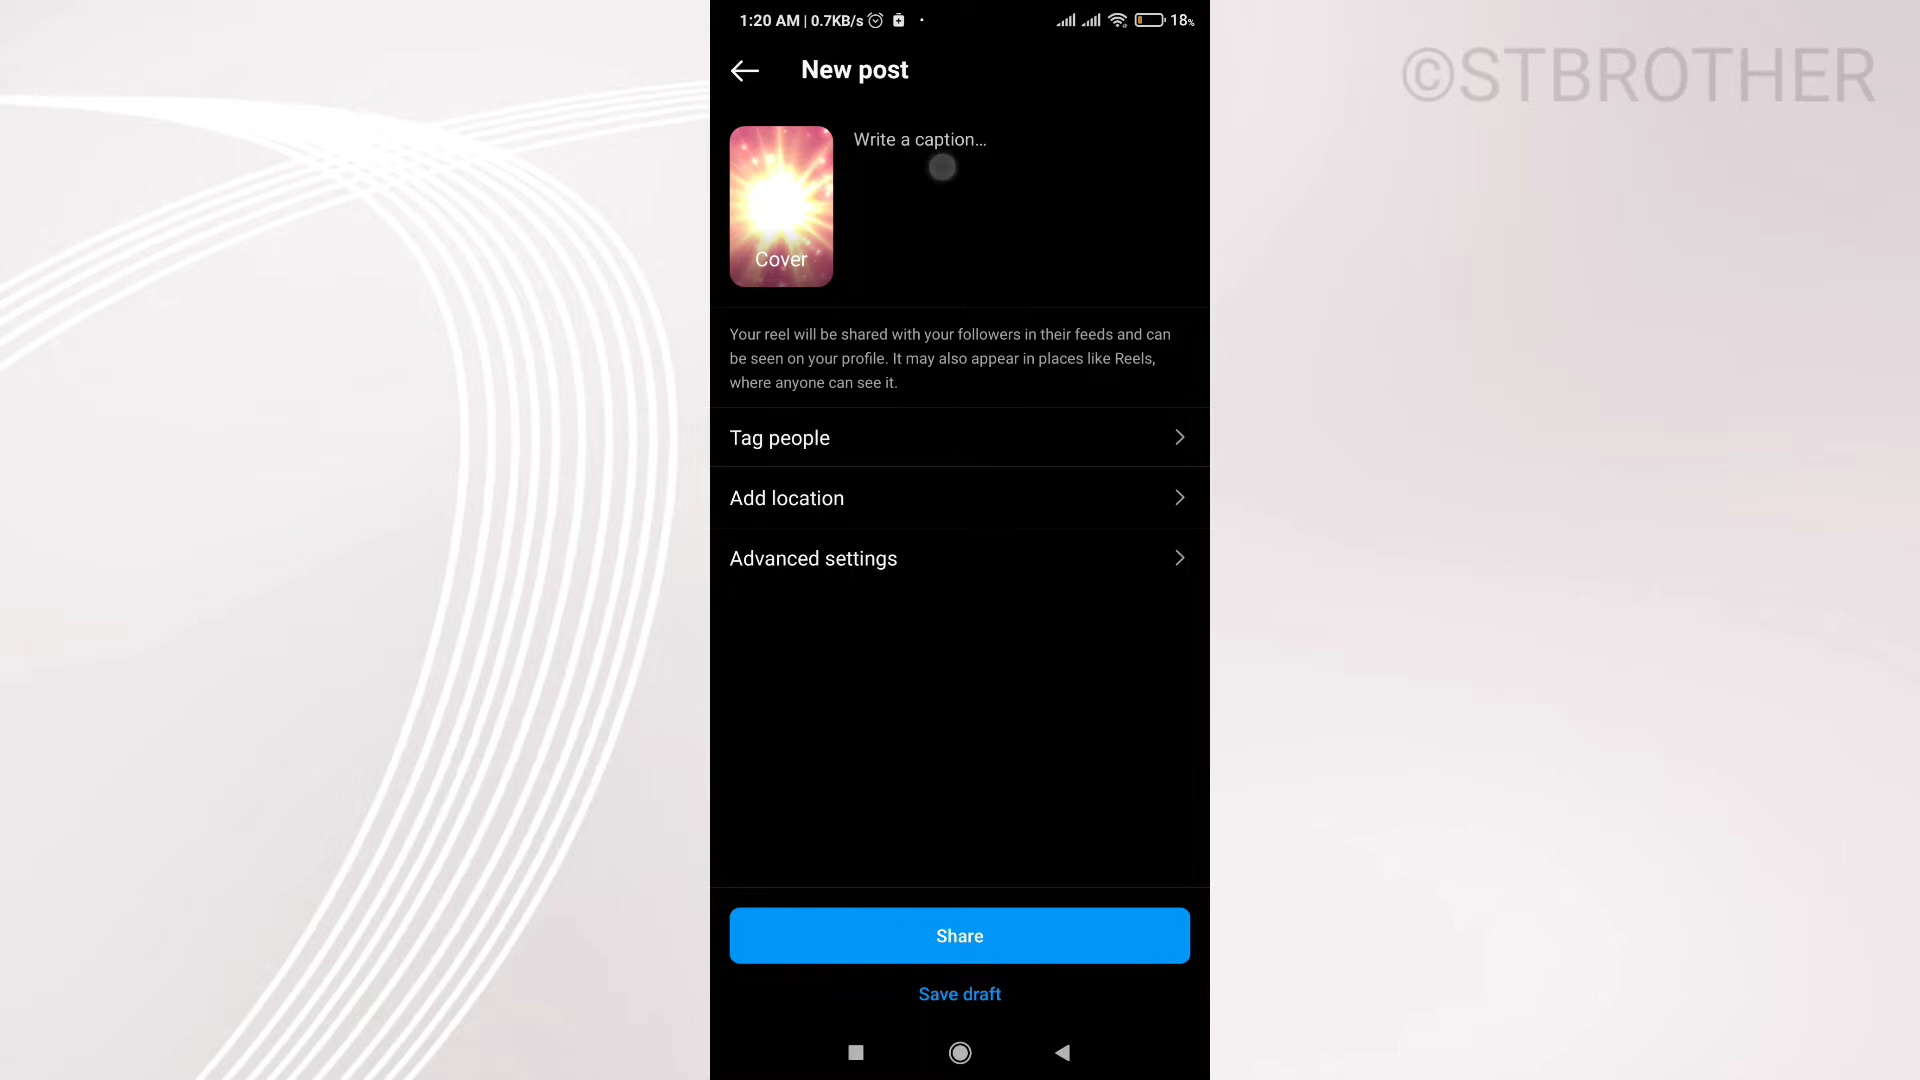 1:20 AM | 0.7KB/s
18%
©STBROTHER
New post
Write a caption...
Cover
Your reel will be shared with your followers in their feeds and can
be seen on your profile. It may also appear in places like Reels,
where anyone can see it.
Tag people
Add location
Advanced settings
Share
Save draft